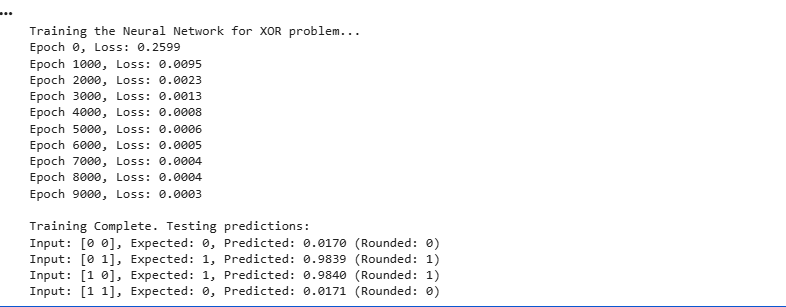 ...
Training the Neural Network for XOR problem...
Epoch 0, Loss: 0.2599
Epoch 1000, Loss: 0.0095
Epoch 2000, Loss: 0.0023
Epoch 3000, Loss: 0.0013
Epoch 4000, Loss: 0.0008
Epoch 5000, Loss: 0.0006
Epoch 6000, Loss: 0.0005
Epoch 7000, Loss: 0.0004
Epoch 8000, Loss: 0.0004
Epoch 9000, Loss: 0.0003

Training Complete. Testing predictions:
Input: [0 0], Expected: 0, Predicted: 0.0170 (Rounded: 0)
Input: [0 1], Expected: 1, Predicted: 0.9839 (Rounded: 1)
Input: [1 0], Expected: 1, Predicted: 0.9840 (Rounded: 1)
Input: [1 1], Expected: 0, Predicted: 0.0171 (Rounded: 0)